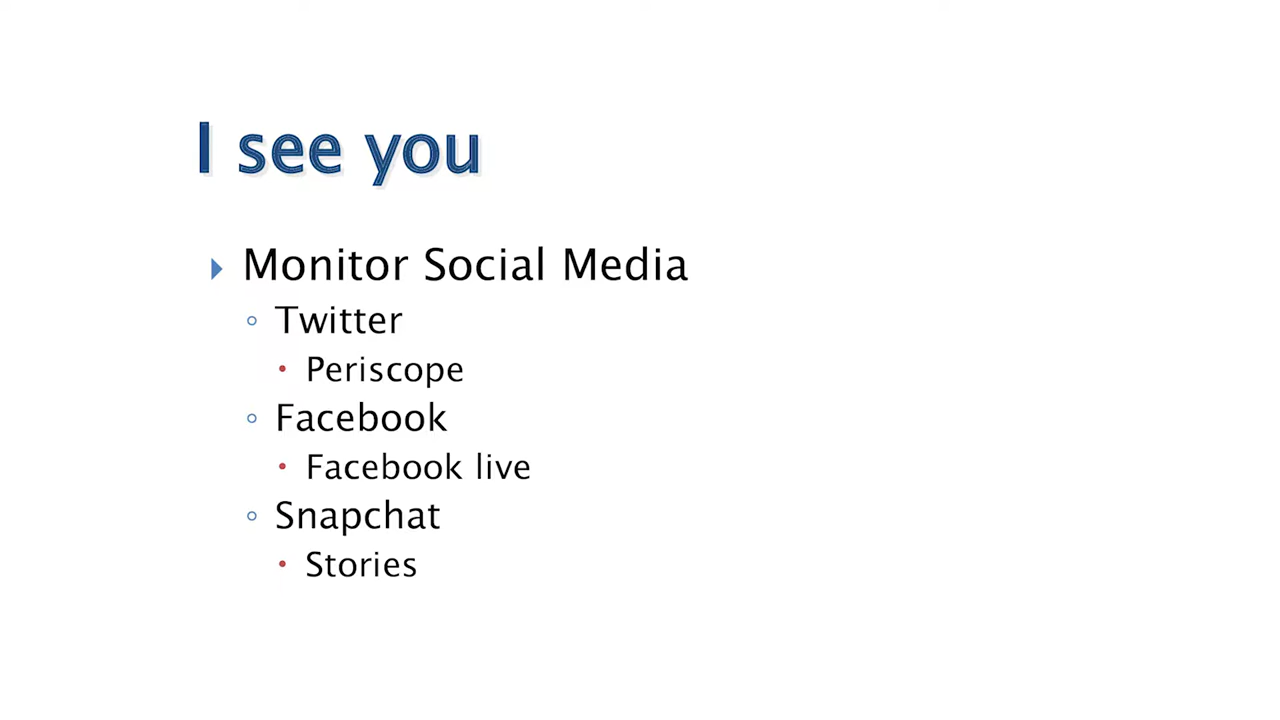 I see you
Monitor Social Media
Twitter
Periscope
Facebook
Facebook live
Snapchat
Stories